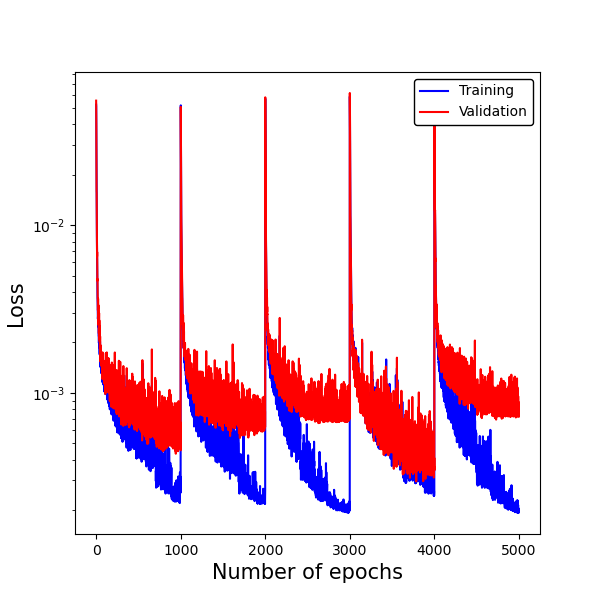 Training
Validation
Loss
10⁻²
10⁻³
0 1000 2000 3000 4000 5000
Number of epochs